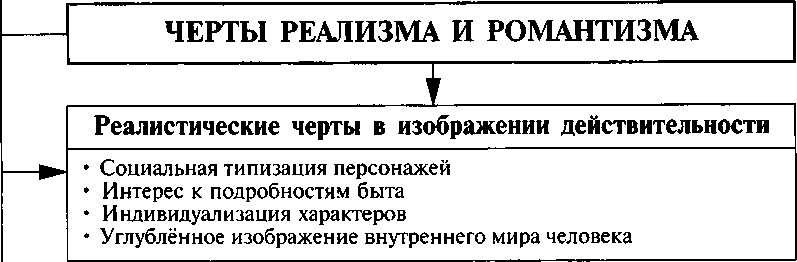 ЧЕРТЫ РЕАЛИЗМА И РОМАНТИЗМА
Реалистические черты в изображении действительности
• Социальная типизация персонажей
• Интерес к подробностям быта
• Индивидуализация характеров
• Углублённое изображение внутреннего мира человека